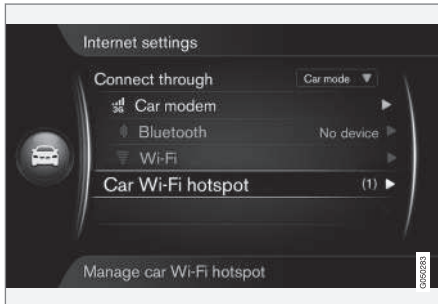 Internet settings
Connect through Car mode
3G Car modem
Bluetooth No device
Wi-Fi
Car Wi-Fi hotspot (1)
Manage car Wi-Fi hotspot
G050283